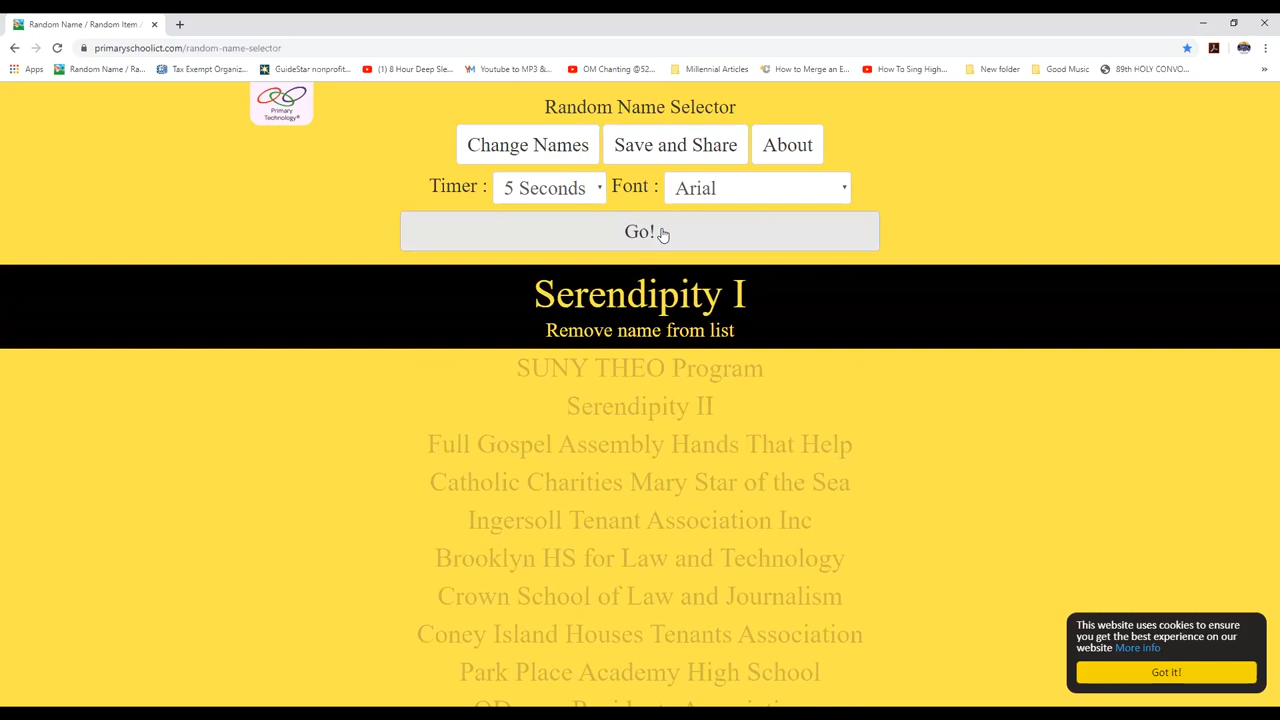 Random Name / Random Item /
primaryschoolict.com/random-name-selector
Apps
Random Name / Ra...
Tax Exempt Organiz...
GuideStar nonprofit...
(1) 8 Hour Deep Sle...
Youtube to MP3 &...
OM Chanting @52...
Millennial Articles
How to Merge an E...
How To Sing High...
New folder
Good Music
89th HOLY CONVO...
»
Primary
Technology®
Random Name Selector
Change Names
Save and Share
About
Timer :
5 Seconds
Font :
Arial
Go!
Serendipity I
Remove name from list
SUNY THEO Program
Serendipity II
Full Gospel Assembly Hands That Help
Catholic Charities Mary Star of the Sea
Ingersoll Tenant Association Inc
Brooklyn HS for Law and Technology
Crown School of Law and Journalism
Coney Island Houses Tenants Association
Park Place Academy High School
This website uses cookies to ensure
you get the best experience on our
website More info
Got it!